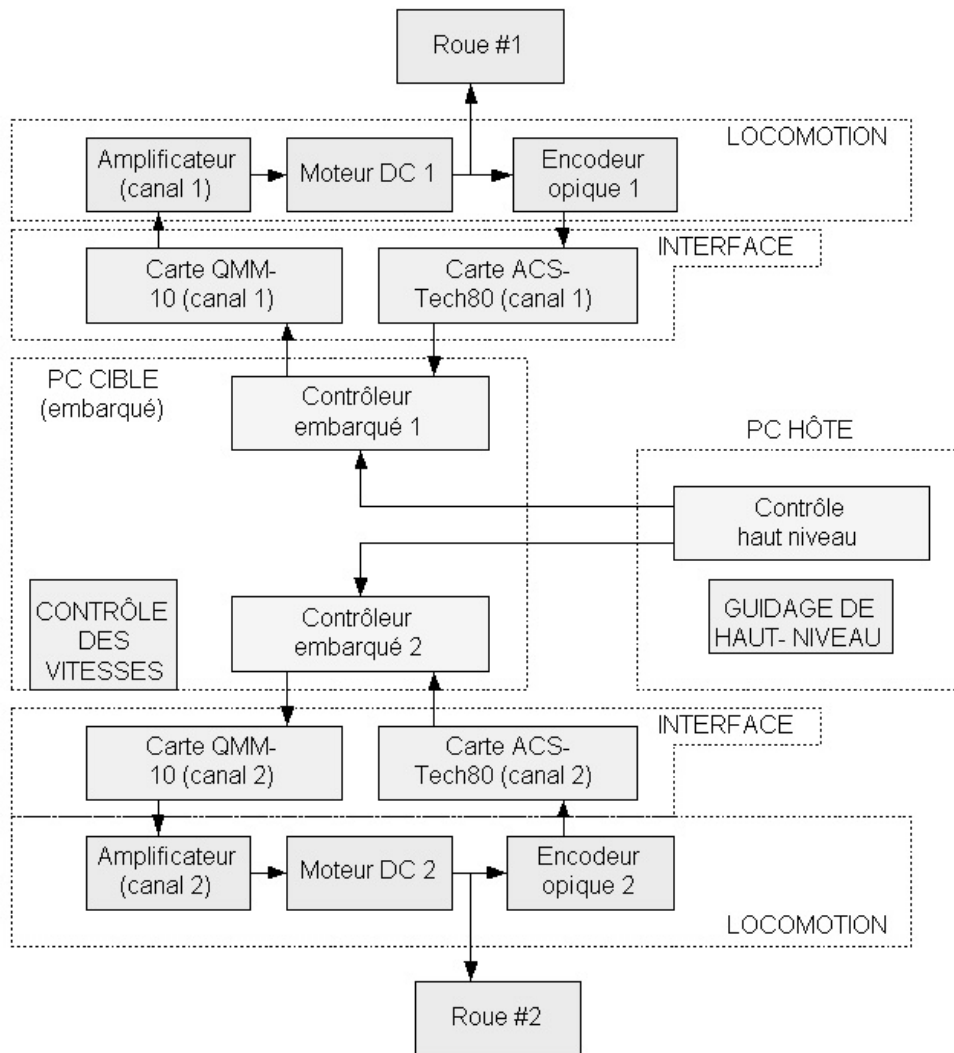 Roue #1
LOCOMOTION
Amplificateur
(canal 1)
Moteur DC 1
Encodeur
opique 1
INTERFACE
Carte QMM-
10 (canal 1)
Carte ACS-
Tech80 (canal 1)
PC CIBLE
(embarqué)
Contrôleur
embarqué 1
PC HÔTE
Contrôle
haut niveau
CONTRÔLE
DES
VITESSES
Contrôleur
embarqué 2
GUIDAGE DE
HAUT- NIVEAU
INTERFACE
Carte QMM-
10 (canal 2)
Carte ACS-
Tech80 (canal 2)
Amplificateur
(canal 2)
Moteur DC 2
Encodeur
opique 2
LOCOMOTION
Roue #2